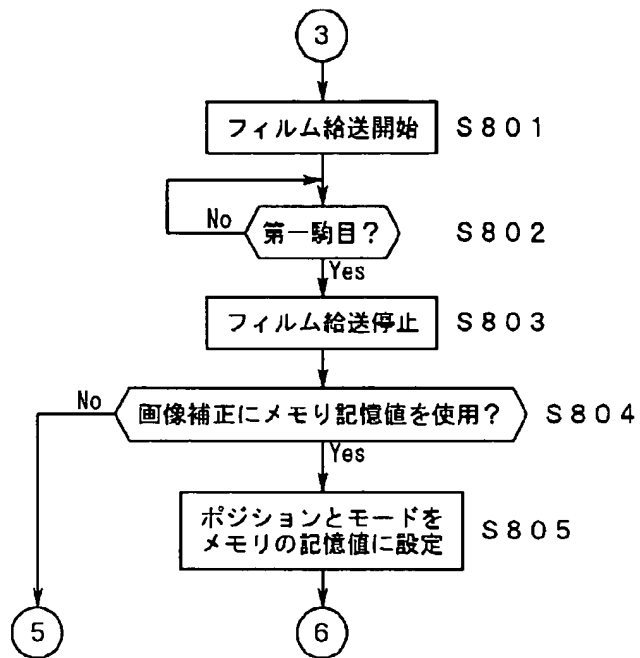 3
フィルム給送開始 S801
No 第一駒目? S802
Yes
フィルム給送停止 S803
No 画像補正にメモリ記憶値を使用? S804
Yes
ポジションとモードを
メモリの記憶値に設定 S805
5 6